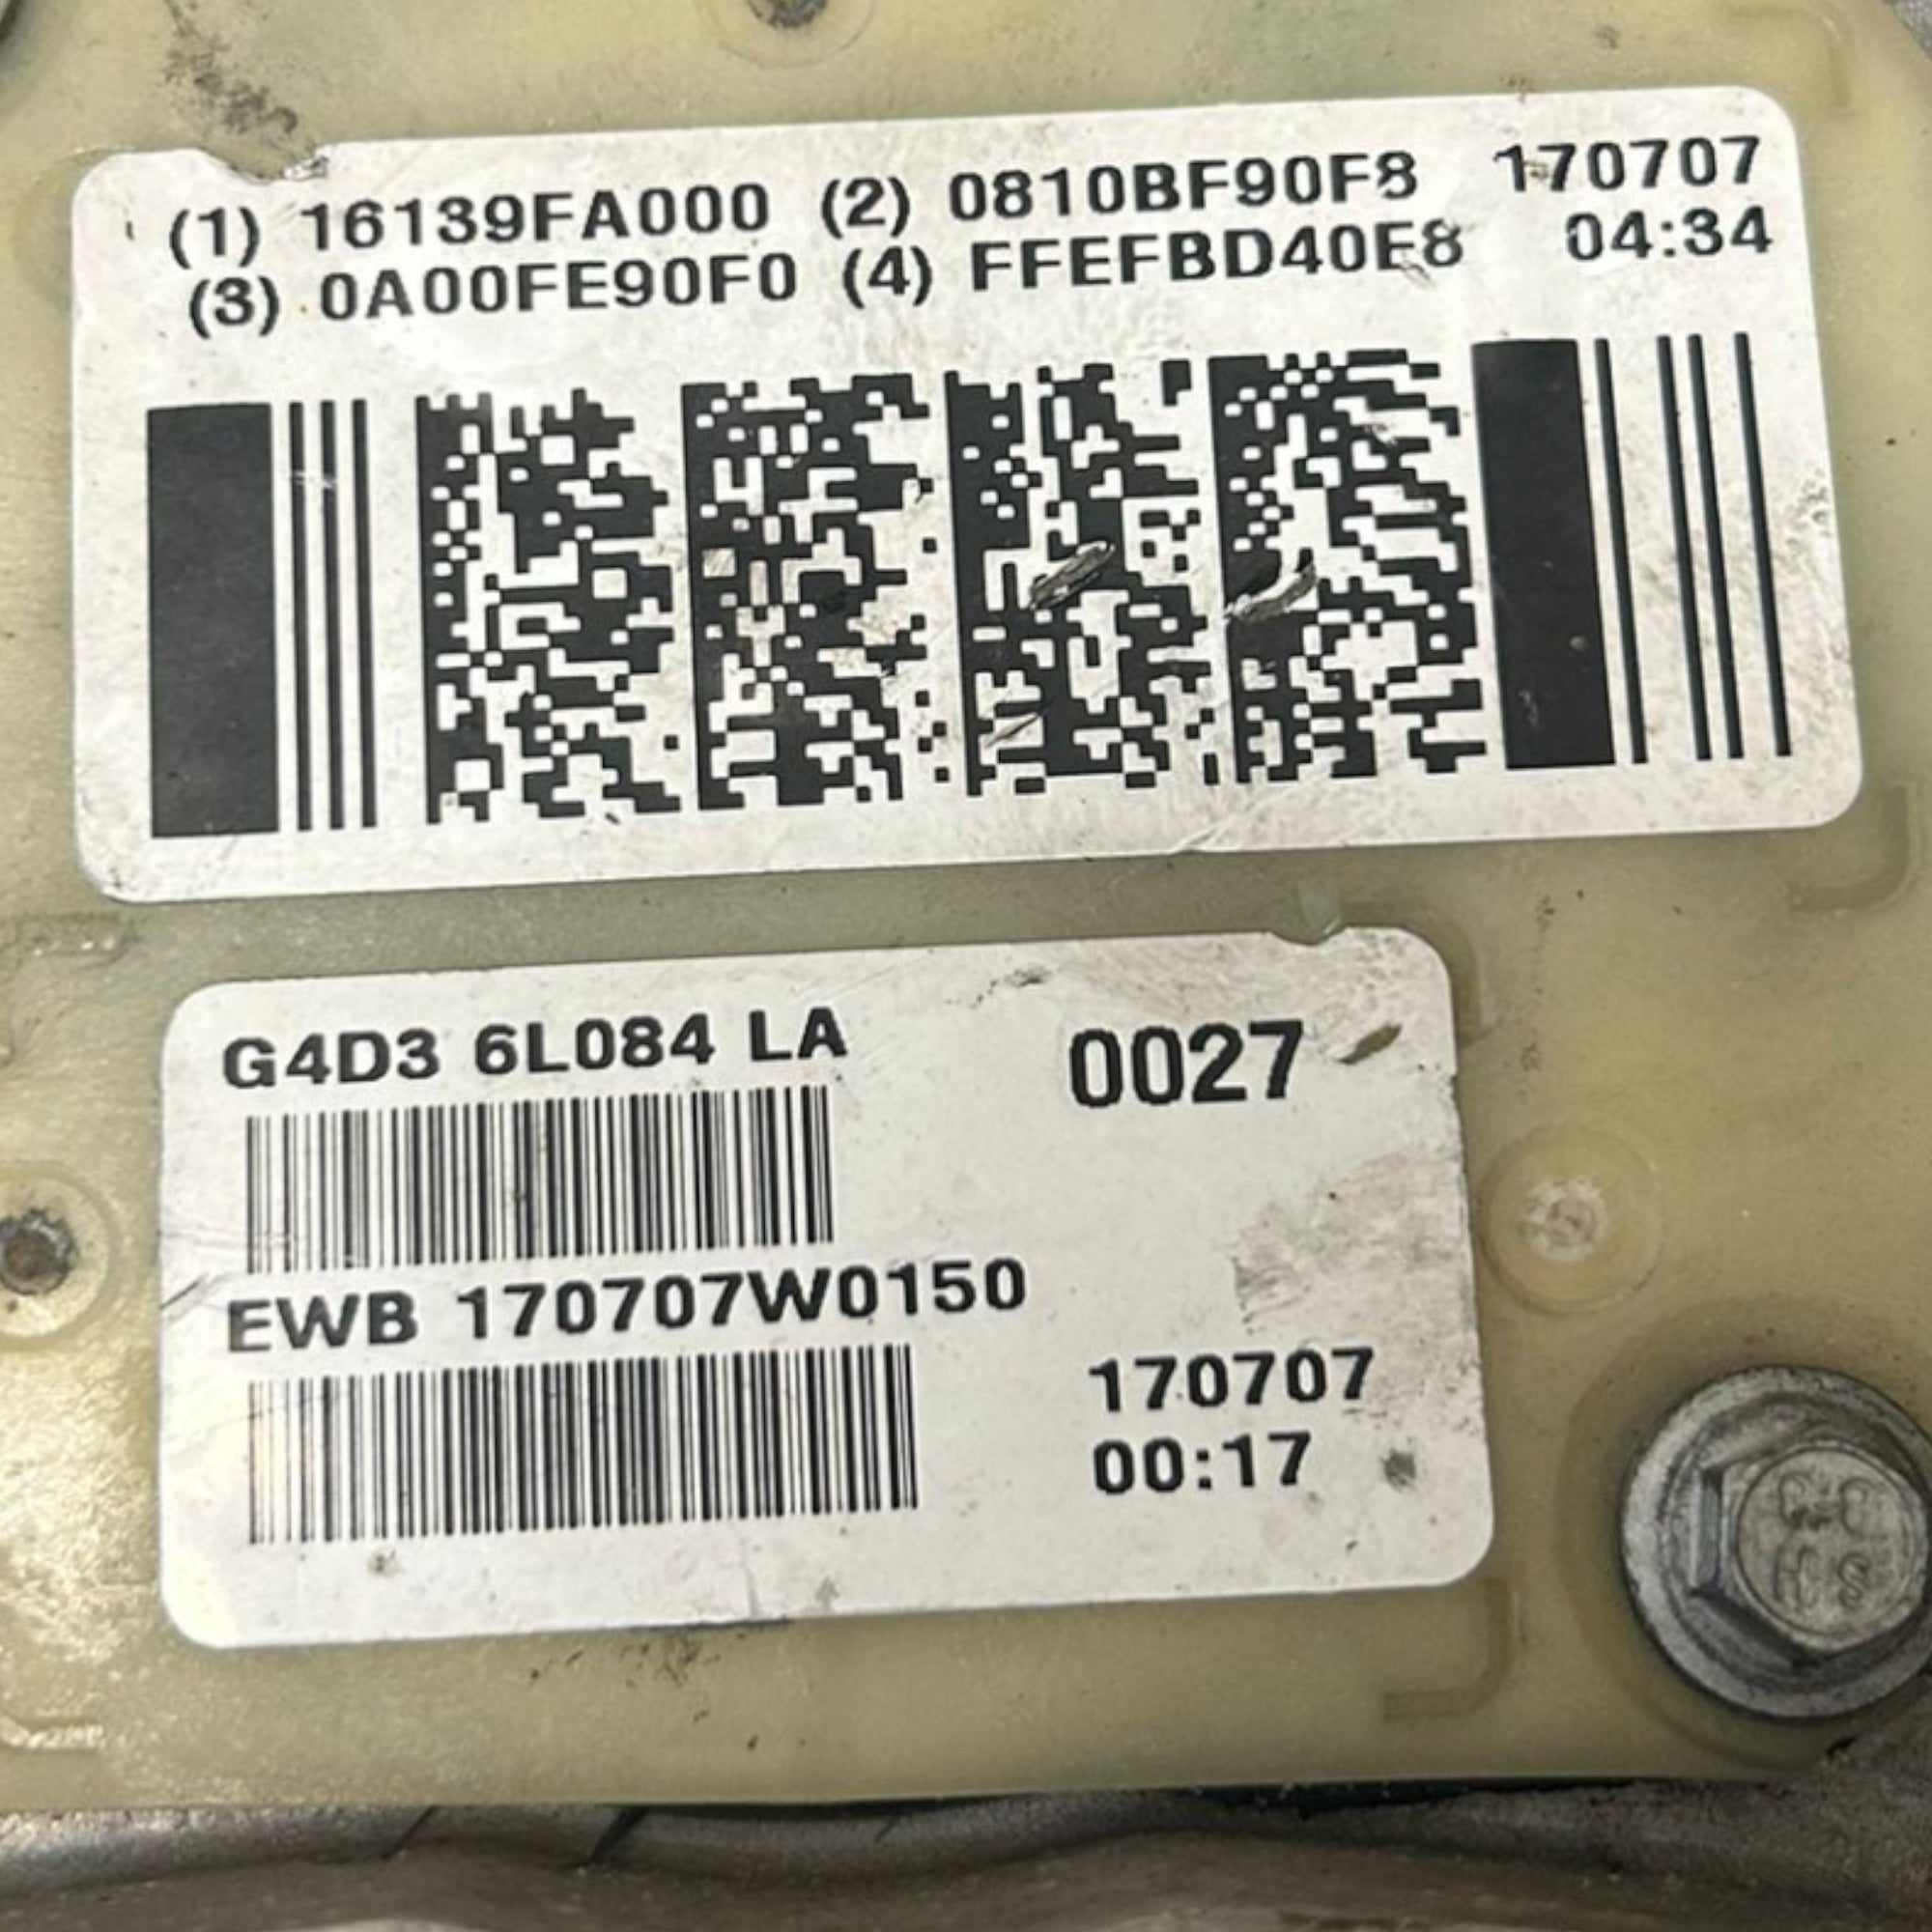 (1) 16139FA000 (2) 0810BF90F8 170707
(3) 0A00FE90F0 (4) FFEFBD40E8 04:34
G4D3 6L084 LA 0027
EWB 170707W0150
170707
00:17